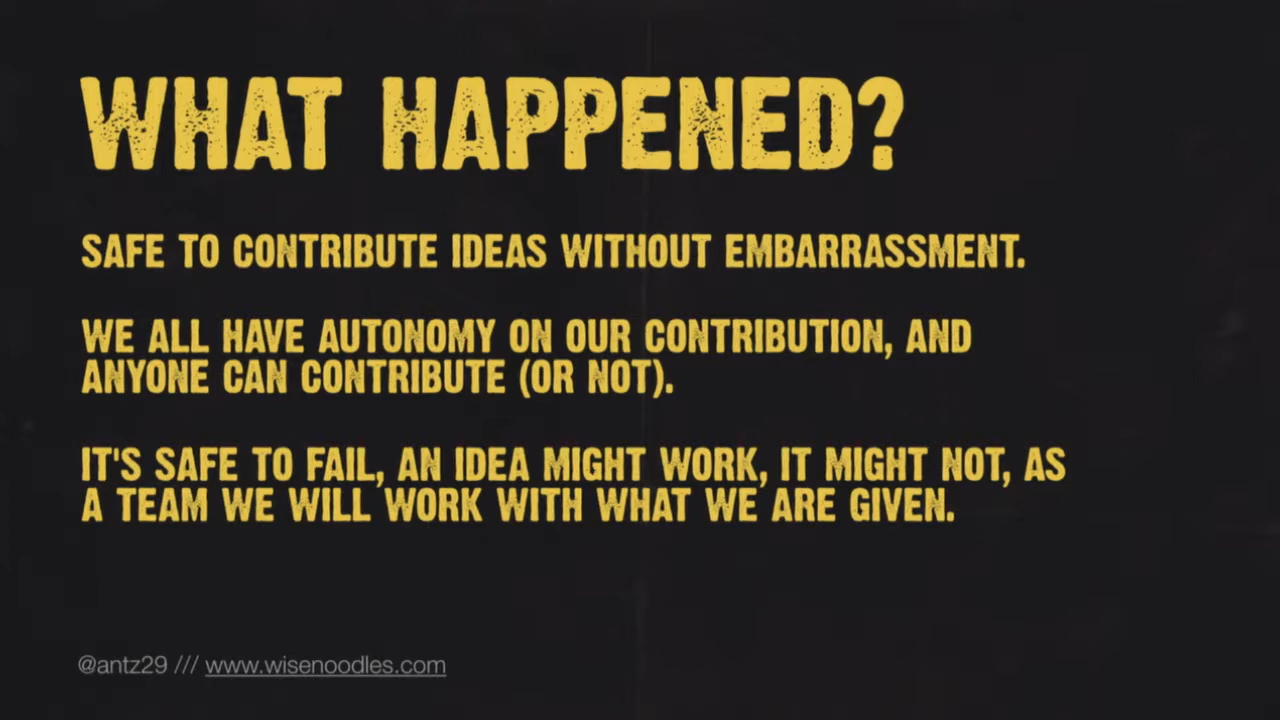 WHAT HAPPENED?
SAFE TO CONTRIBUTE IDEAS WITHOUT EMBARRASSMENT.
WE ALL HAVE AUTONOMY ON OUR CONTRIBUTION, AND
ANYONE CAN CONTRIBUTE (OR NOT).
IT'S SAFE TO FAIL, AN IDEA MIGHT WORK, IT MIGHT NOT, AS
A TEAM WE WILL WORK WITH WHAT WE ARE GIVEN.
@antz29 /// www.wisenoodles.com